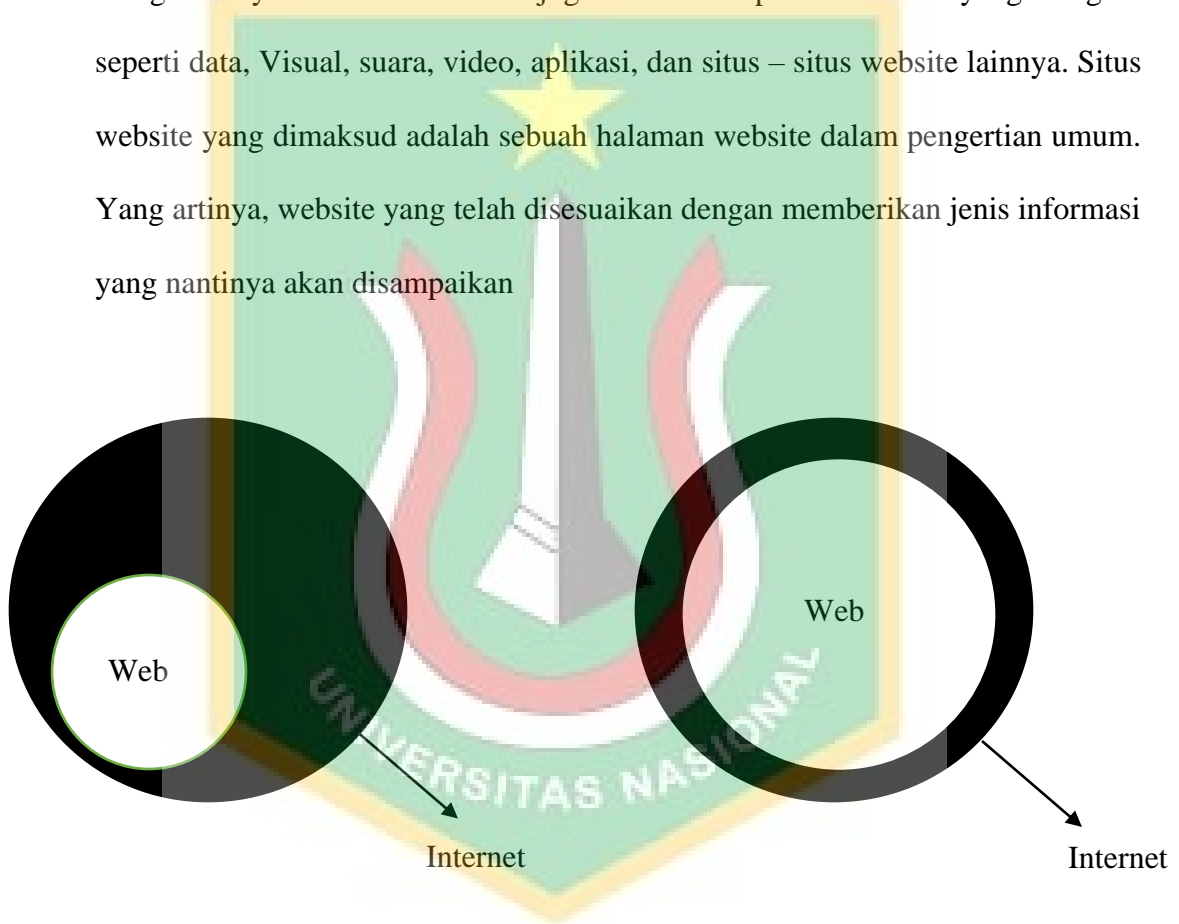 seperti data, Visual, suara, video, aplikasi, dan situs – situs website lainnya. Situs
website yang dimaksud adalah sebuah halaman website dalam pengertian umum.
Yang artinya, website yang telah disesuaikan dengan memberikan jenis informasi
yang nantinya akan disampaikan
Web
Web
UNIVERSITAS NASIONAL
Internet
Internet